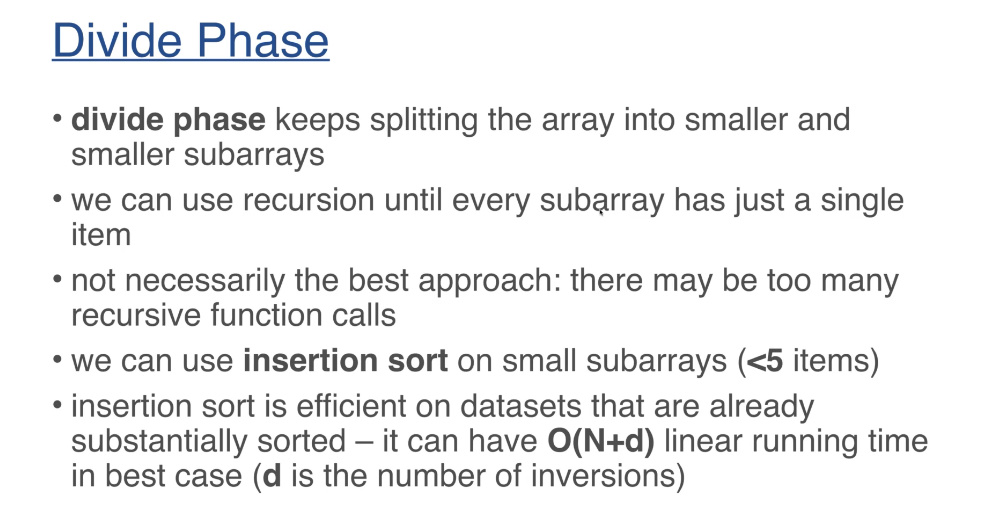 Divide Phase
• divide phase keeps splitting the array into smaller and
smaller subarrays
• we can use recursion until every subarray has just a single
item
• not necessarily the best approach: there may be too many
recursive function calls
• we can use insertion sort on small subarrays (<5 items)
• insertion sort is efficient on datasets that are already
substantially sorted – it can have O(N+d) linear running time
in best case (d is the number of inversions)